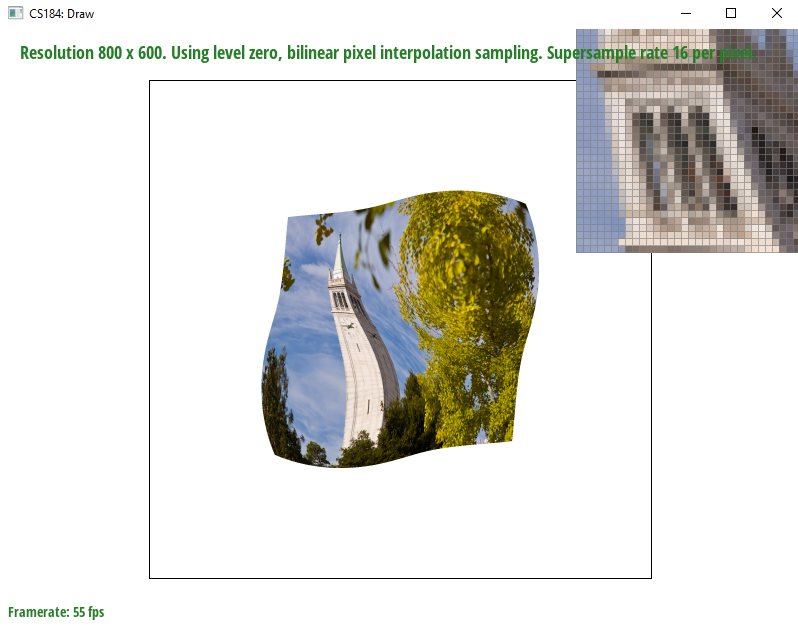 CS184: Draw
Resolution 800 x 600. Using level zero, bilinear pixel interpolation sampling. Supersample rate 16 per pixel.
Framerate: 55 fps